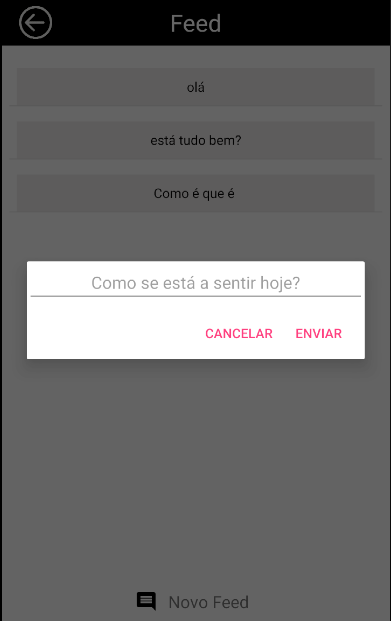 Feed
olá
está tudo bem?
Como é que é
Como se está a sentir hoje?
CANCELAR ENVIAR
Novo Feed